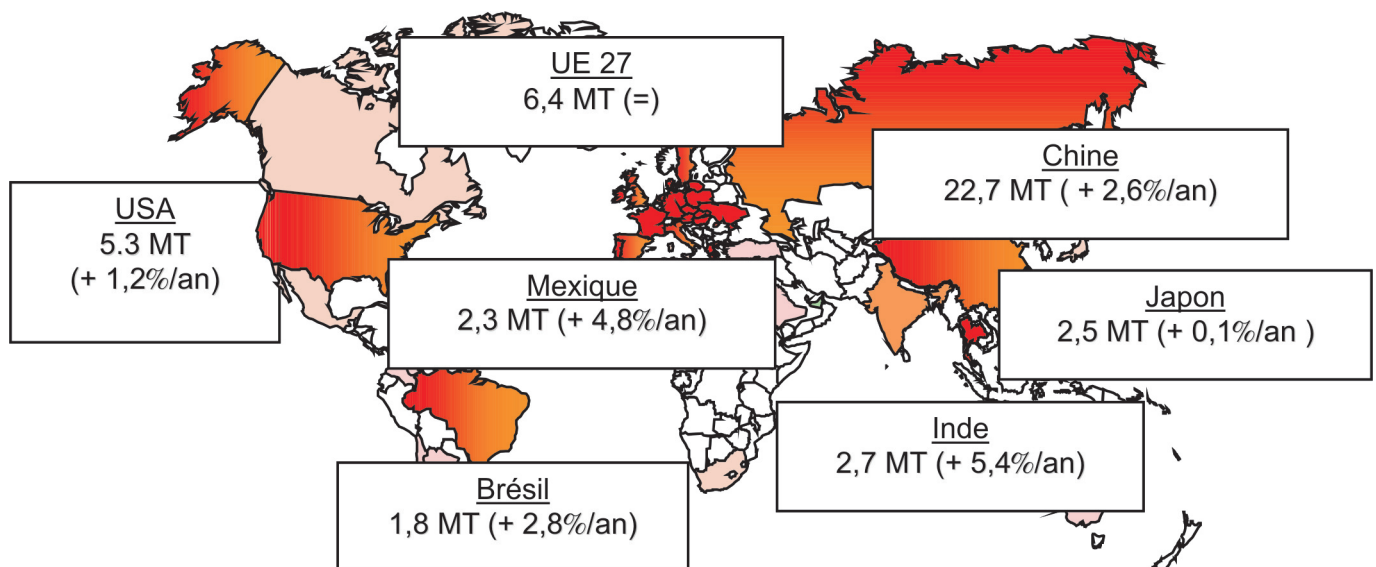 UE 27
6,4 MT (=)
Chine
22,7 MT ( + 2,6%/an)
USA
5.3 MT
(+ 1,2%/an)
Mexique
2,3 MT (+ 4,8%/an)
Japon
2,5 MT (+ 0,1%/an )
Inde
2,7 MT (+ 5,4%/an)
Brésil
1,8 MT (+ 2,8%/an)